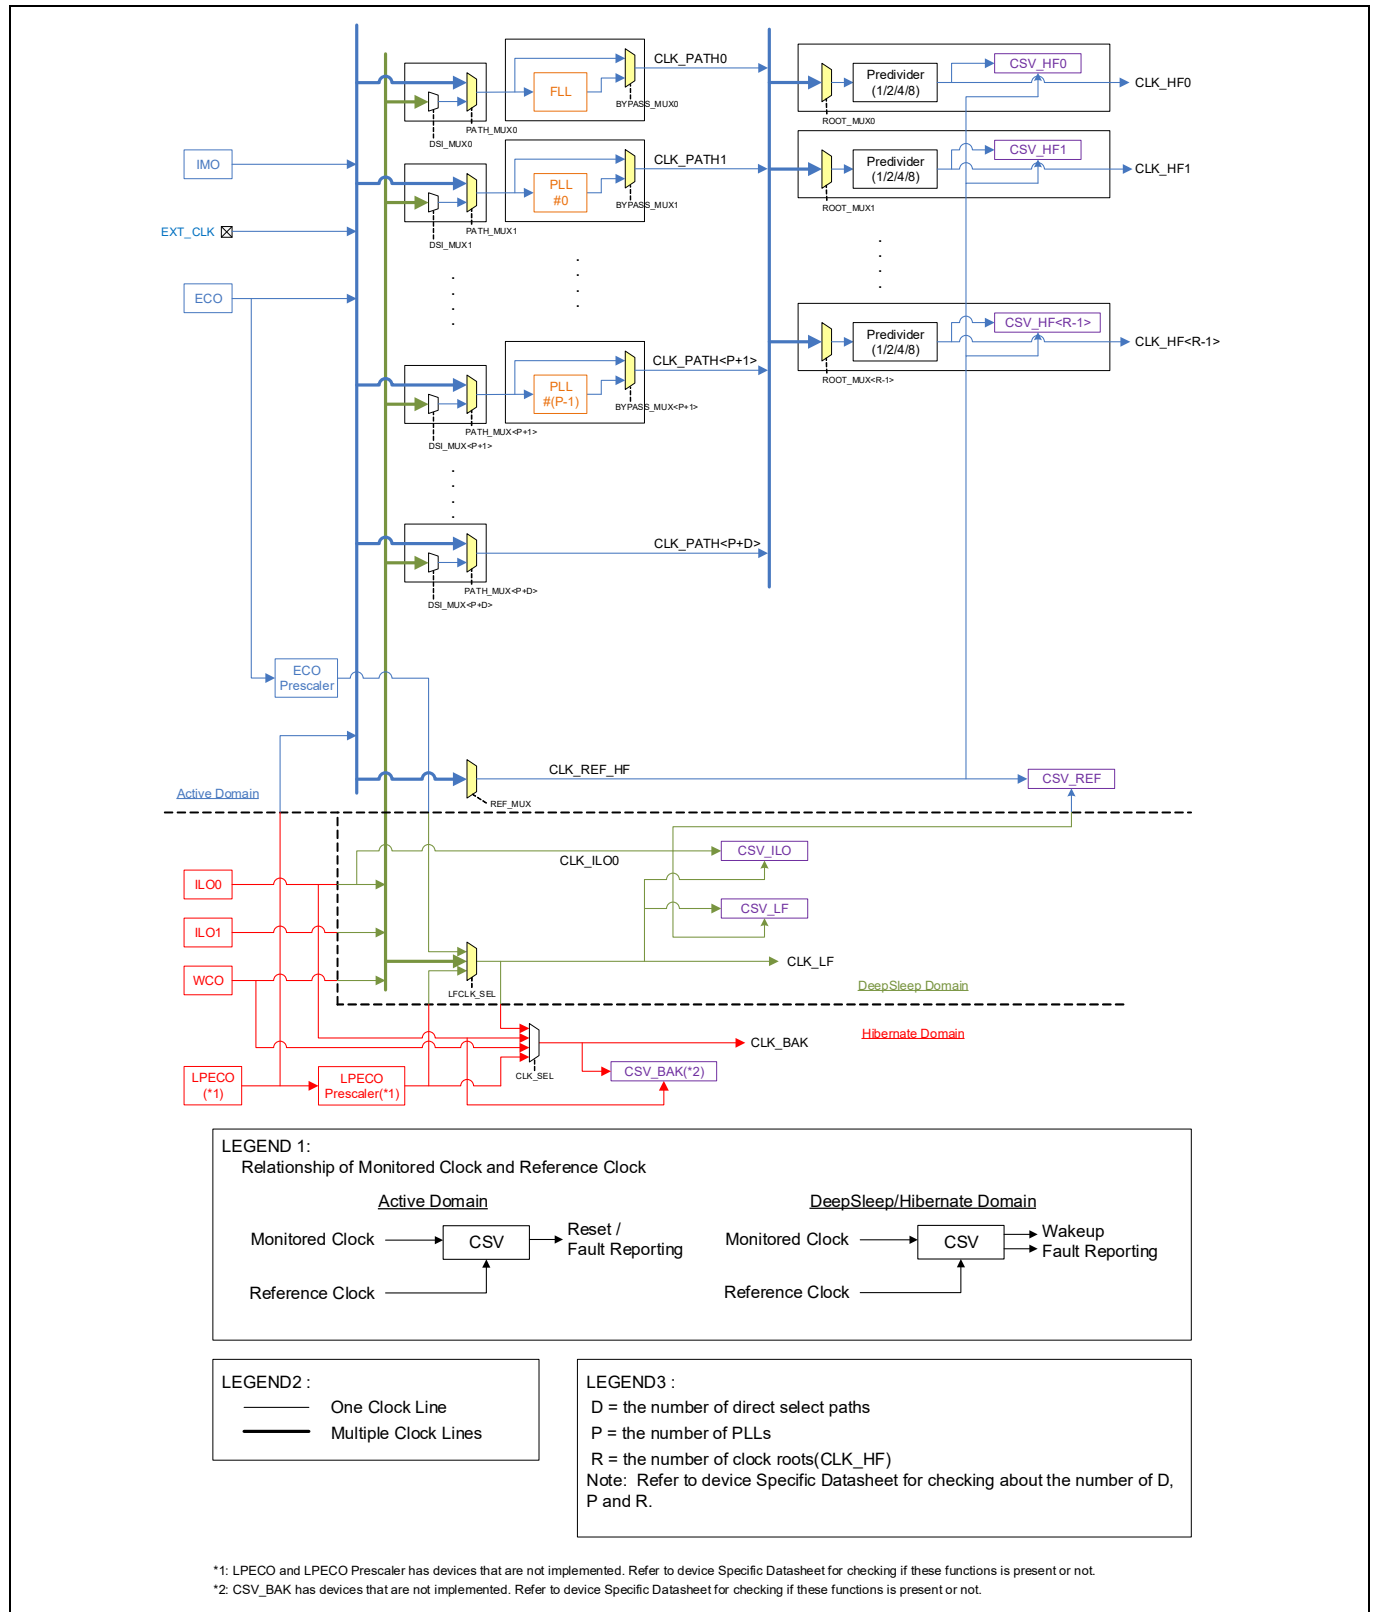 CLK_PATH0
CSV_HF0
Predivider
(1/2/4/8)
CLK_HF0
FLL
BYPASS_MUX0
ROOT_MUX0
PATH_MUX0
DSI_MUX0
IMO
CLK_PATH1
CSV_HF1
Predivider
(1/2/4/8)
CLK_HF1
PLL
#0
BYPASS_MUX1
ROOT_MUX1
PATH_MUX1
DSI_MUX1
EXT_CLK
ECO
CSV_HF<R-1>
Predivider
(1/2/4/8)
CLK_HF<R-1>
CLK_PATH<P+1>
PLL
#(P-1)
ROOT_MUX<R-1>
BYPASS_MUX<P+1>
PATH_MUX<P+1>
DSI_MUX<P+1>
CLK_PATH<P+D>
PATH_MUX<P+D>
DSI_MUX<P+D>
ECO
Prescaler
CLK_REF_HF
CSV_REF
REF_MUX
Active Domain
CSV_ILO
CLK_ILO0
ILO0
CSV_LF
ILO1
CLK_LF
WCO
LFCLK_SEL
DeepSleep Domain
Hibernate Domain
CLK_BAK
CLK_SEL
CSV_BAK(*2)
LPECO
(*1)
LPECO
Prescaler(*1)
LEGEND 1:
Relationship of Monitored Clock and Reference Clock
Active Domain
DeepSleep/Hibernate Domain
Monitored Clock
CSV
Reset /
Fault Reporting
Reference Clock
Monitored Clock
CSV
Wakeup
Fault Reporting
Reference Clock
LEGEND2 :
One Clock Line
Multiple Clock Lines
LEGEND3 :
D = the number of direct select paths
P = the number of PLLs
R = the number of clock roots(CLK_HF)
Note: Refer to device Specific Datasheet for checking about the number of D,
P and R.
*1: LPECO and LPECO Prescaler has devices that are not implemented. Refer to device Specific Datasheet for checking if these functions is present or not.
*2: CSV_BAK has devices that are not implemented. Refer to device Specific Datasheet for checking if these functions is present or not.